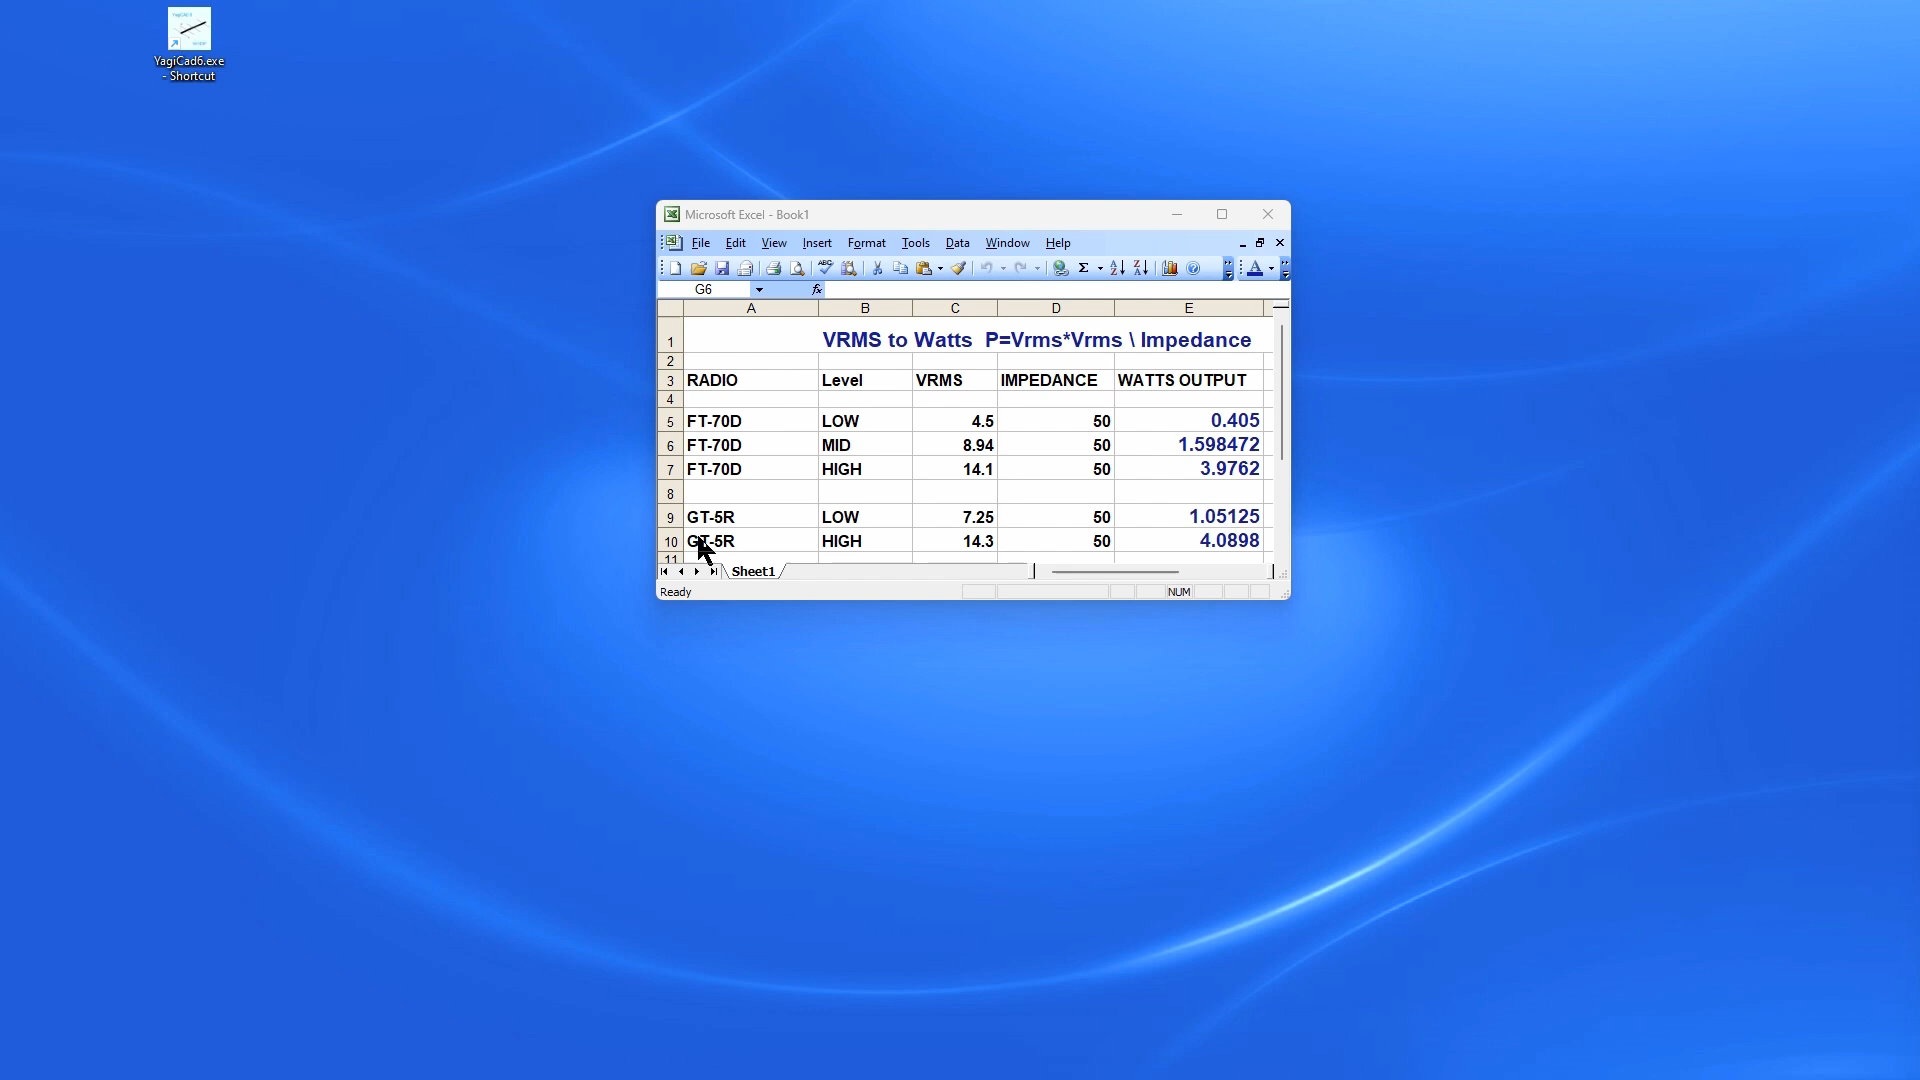 YagiCad6.exe
- Shortcut
Microsoft Excel - Book1
File Edit View Insert Format Tools Data Window Help
G6 fx
A B C D E
1 VRMS to Watts P=Vrms*Vrms \ Impedance
2
3 RADIO Level VRMS IMPEDANCE WATTS OUTPUT
4
5 FT-70D LOW 4.5 50 0.405
6 FT-70D MID 8.94 50 1.598472
7 FT-70D HIGH 14.1 50 3.9762
8
9 GT-5R LOW 7.25 50 1.05125
10 GT-5R HIGH 14.3 50 4.0898
11
Sheet1
Ready NUM